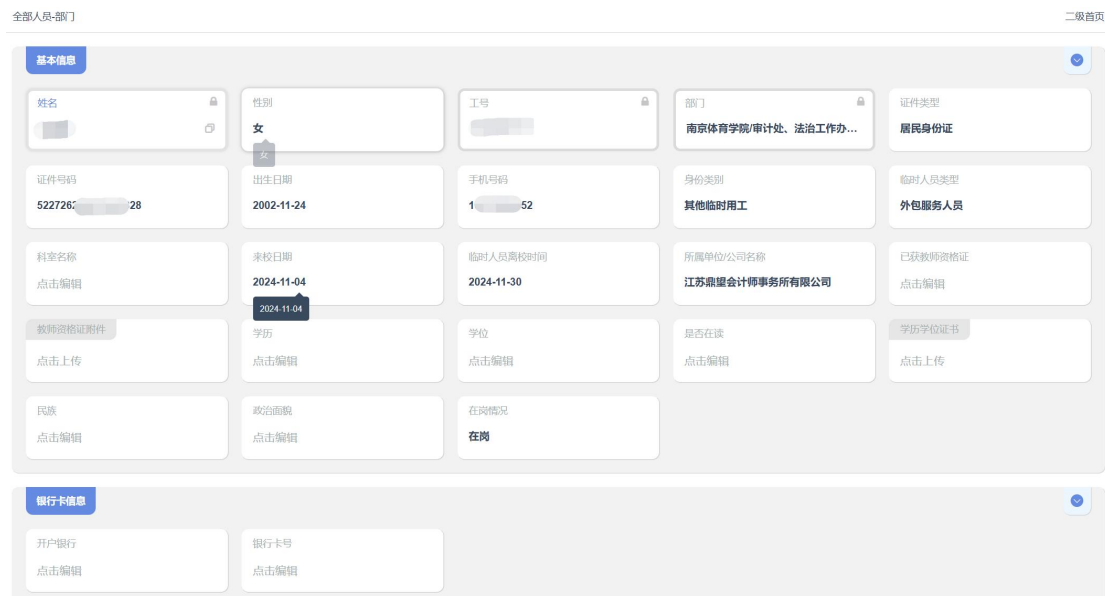 全部人员-部门
二级首页
基本信息
姓名
性别
女
女
工号
部门
南京体育学院/审计处、法治工作办...
证件类型
居民身份证
证件号码
522726 28
出生日期
2002-11-24
手机号码
1 52
身份类别
其他临时用工
临时人员类型
外包服务人员
科室名称
点击编辑
来校日期
2024-11-04
2024-11-04
临时人员离校时间
2024-11-30
所属单位/公司名称
江苏鼎望会计师事务所有限公司
已获教师资格证
点击编辑
教师资格证附件
点击上传
学历
点击编辑
学位
点击编辑
是否在读
点击编辑
学历学位证书
点击上传
民族
点击编辑
政治面貌
点击编辑
在岗情况
在岗
银行卡信息
开户银行
点击编辑
银行卡号
点击编辑